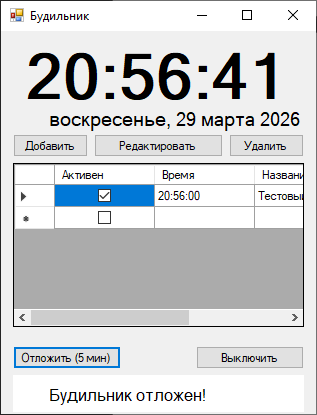 Будильник
20:56:41
воскресенье, 29 марта 2026
Добавить Редактировать Удалить
Активен Время Названи
20:56:00 Тестовый
Отложить (5 мин) Выключить
Будильник отложен!